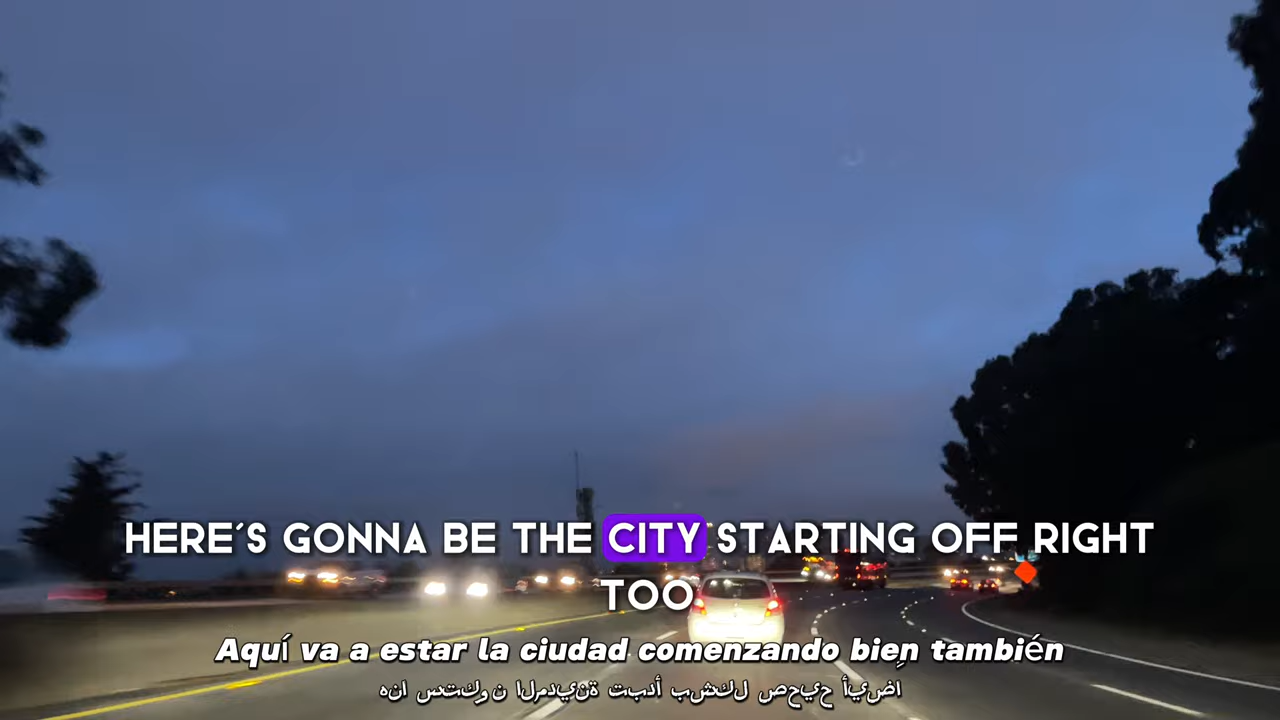 HERE'S GONNA BE THE CITY STARTING OFF RIGHT
TOO
Aquí va a estar la ciudad comenzando bien también
هنا ستكون المدينة تبدأ بشكل صحيح أيضا